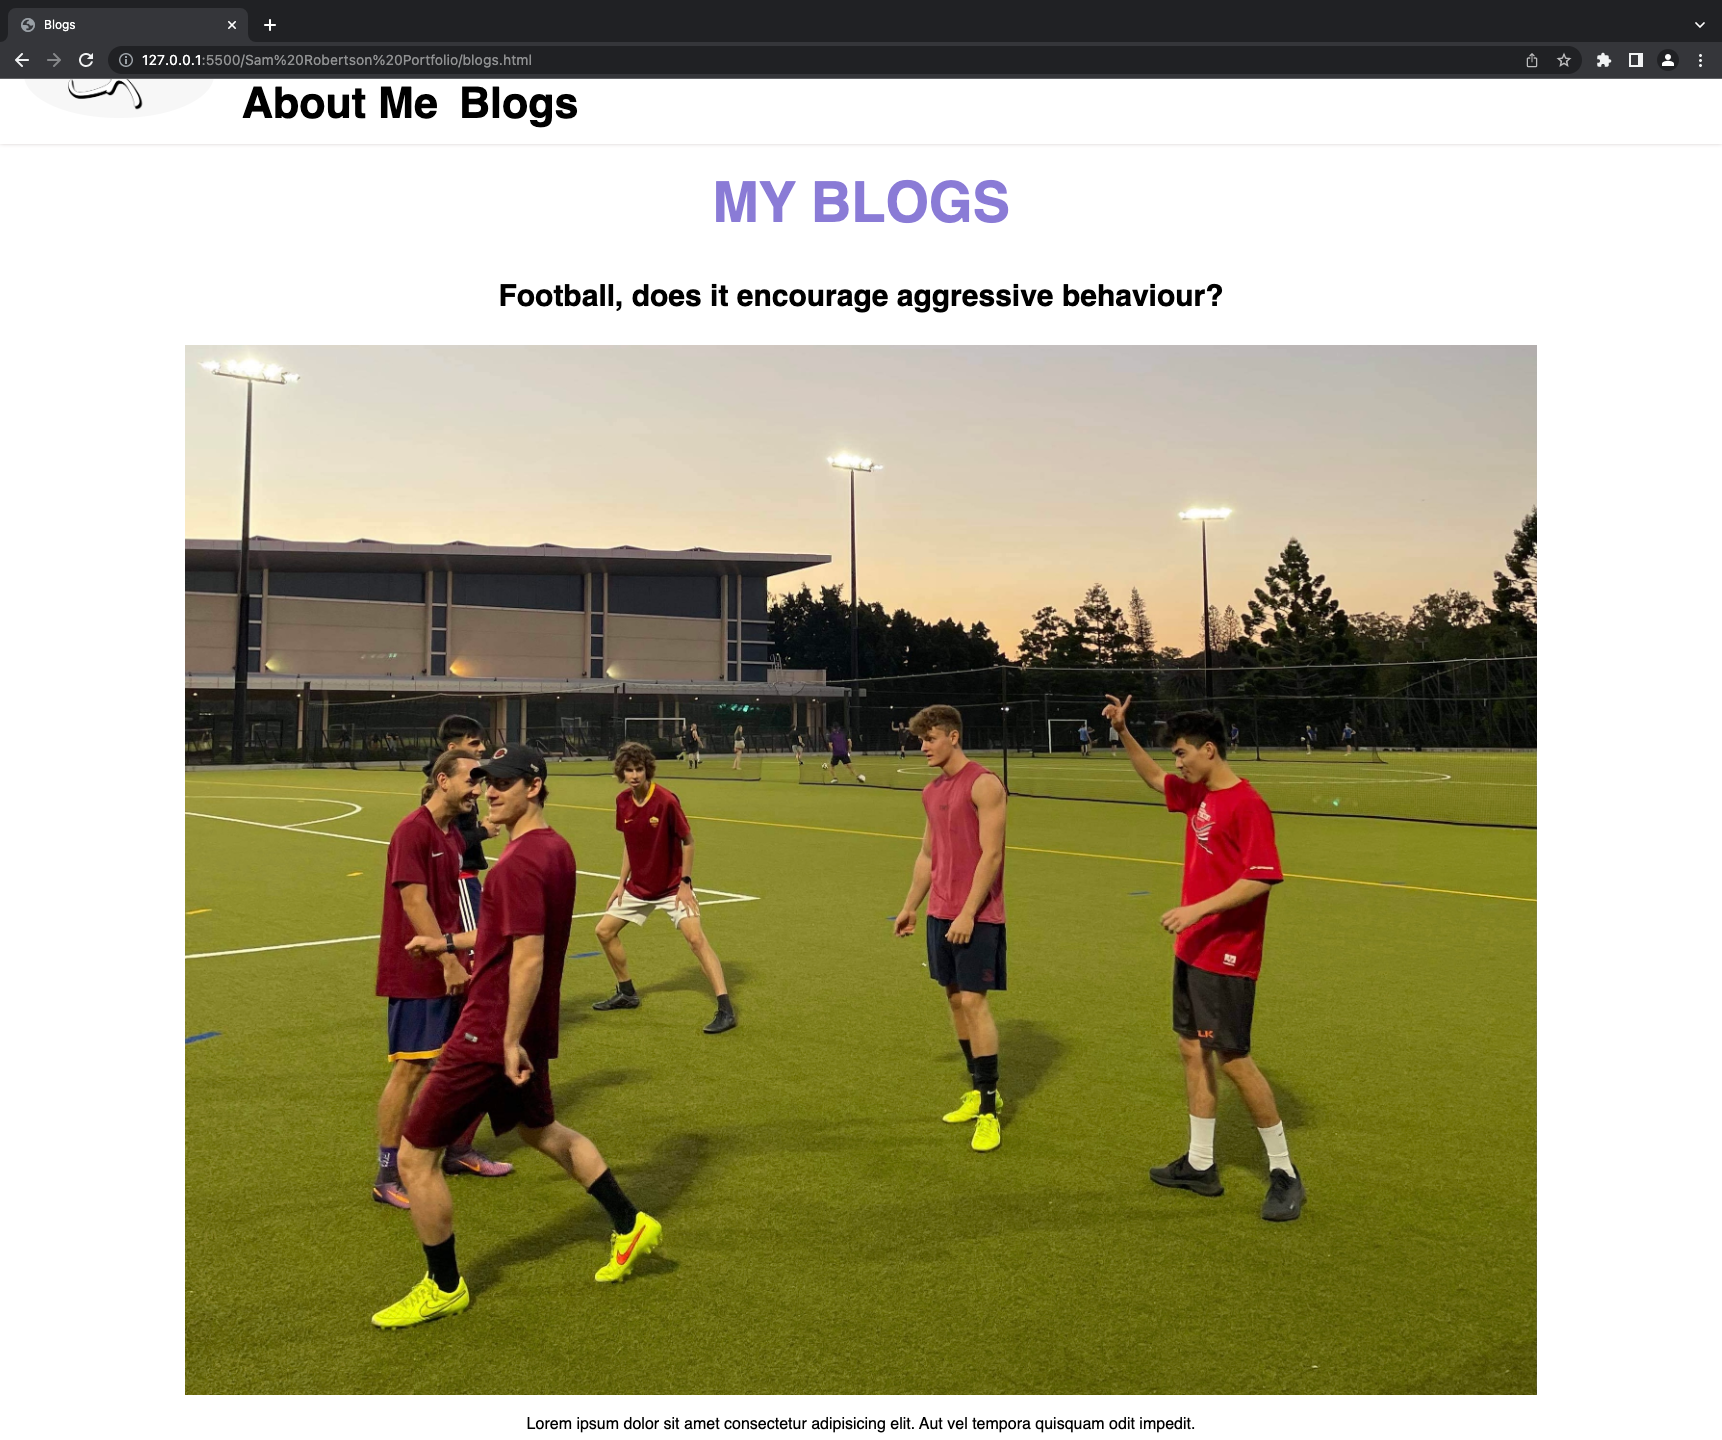 Blogs
127.0.0.1:5500/Sam%20Robertson%20Portfolio/blogs.html
About Me Blogs
MY BLOGS
Football, does it encourage aggressive behaviour?
LK
Lorem ipsum dolor sit amet consectetur adipisicing elit. Aut vel tempora quisquam odit impedit.